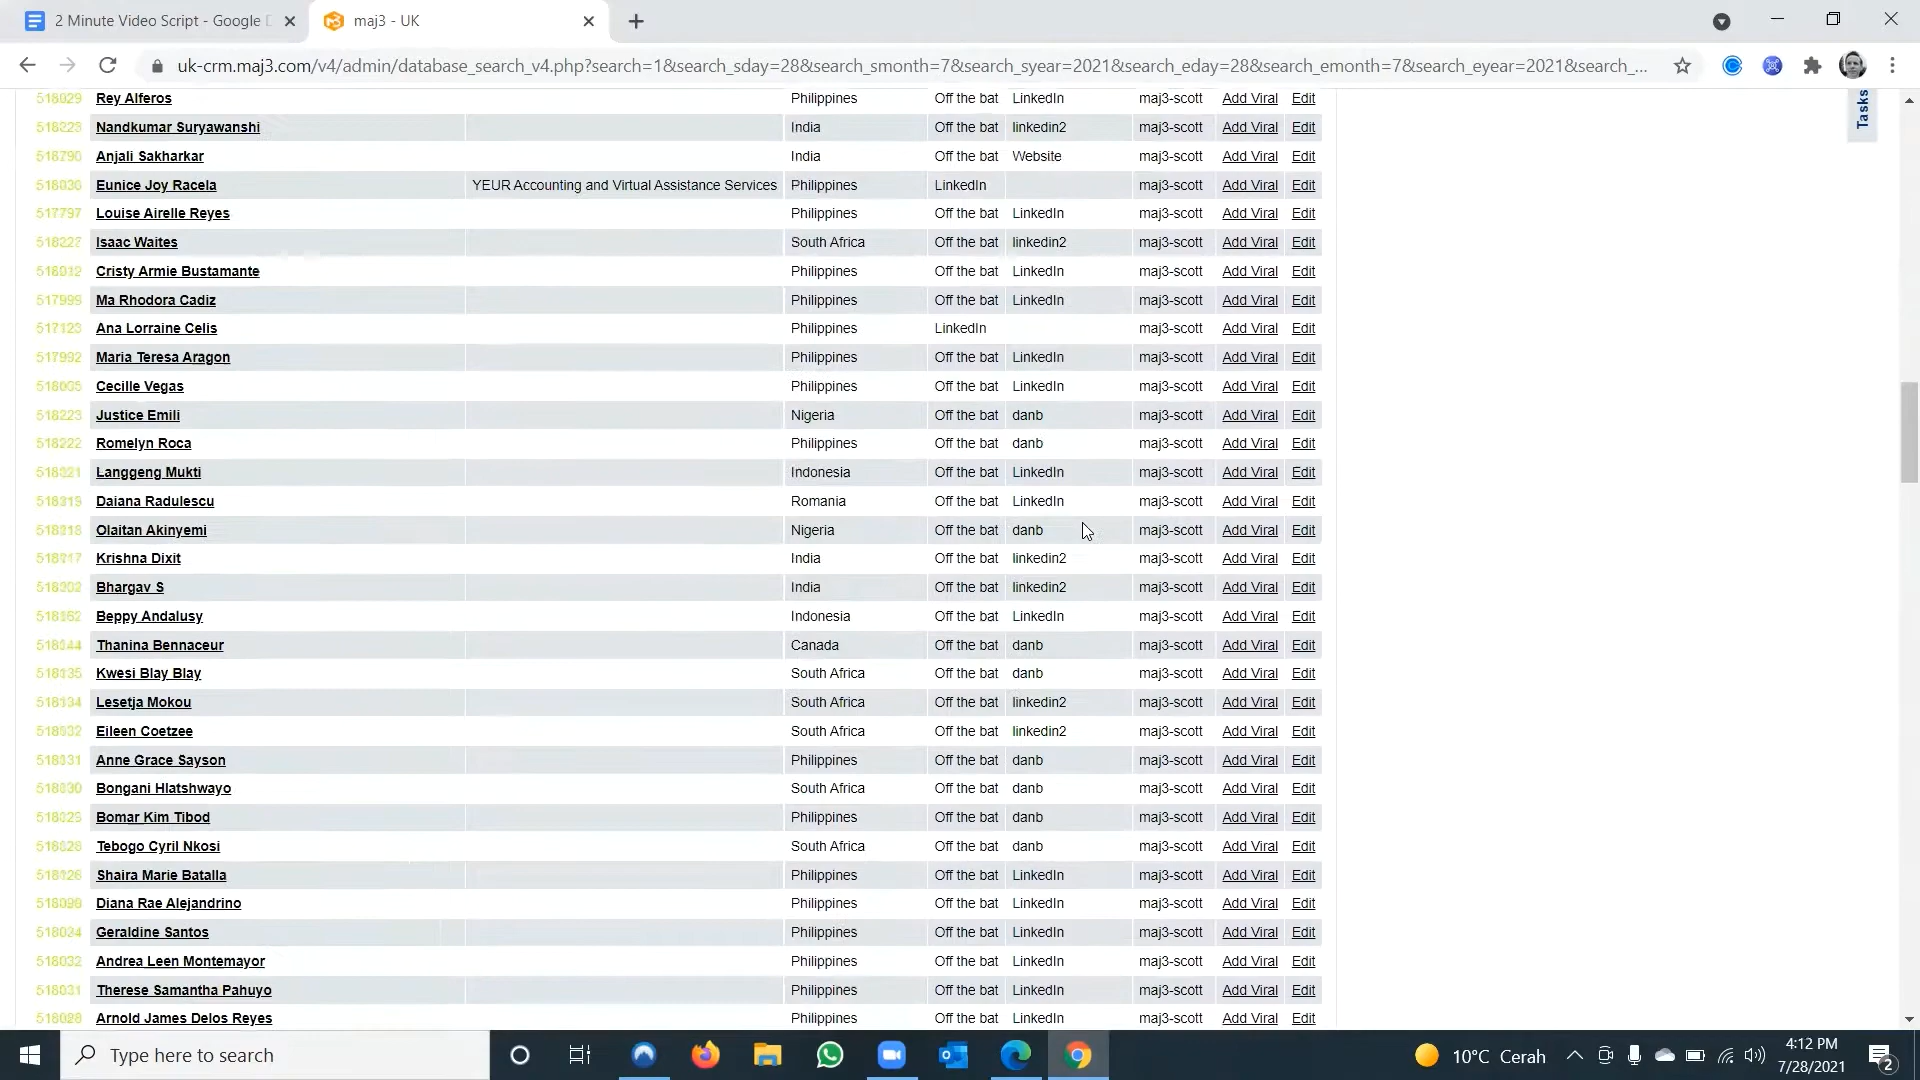 2 Minute Video Script - Google D
maj3 - UK
uk-crm.maj3.com/v4/admin/database_search_v4.php?search=1&search_sday=28&search_smonth=7&search_syear=2021&search_eday=28&search_emonth=7&search_eyear=2021&search_...
Tasks
Rey Alferos Philippines Off the bat LinkedIn maj3-scott Add Viral Edit
Nandkumar Suryawanshi India Off the bat linkedin2 maj3-scott Add Viral Edit
Anjali Sakharkar India Off the bat Website maj3-scott Add Viral Edit
Eunice Joy Racela YEUR Accounting and Virtual Assistance Services Philippines LinkedIn maj3-scott Add Viral Edit
517797 Louise Airelle Reyes Philippines Off the bat LinkedIn maj3-scott Add Viral Edit
Isaac Waites South Africa Off the bat linkedin2 maj3-scott Add Viral Edit
Cristy Armie Bustamante Philippines Off the bat LinkedIn maj3-scott Add Viral Edit
Ma Rhodora Cadiz Philippines Off the bat LinkedIn maj3-scott Add Viral Edit
517123 Ana Lorraine Celis Philippines LinkedIn maj3-scott Add Viral Edit
517992 Maria Teresa Aragon Philippines Off the bat LinkedIn maj3-scott Add Viral Edit
Cecille Vegas Philippines Off the bat LinkedIn maj3-scott Add Viral Edit
Justice Emili Nigeria Off the bat danb maj3-scott Add Viral Edit
Romelyn Roca Philippines Off the bat danb maj3-scott Add Viral Edit
Langgeng Mukti Indonesia Off the bat LinkedIn maj3-scott Add Viral Edit
Daiana Radulescu Romania Off the bat LinkedIn maj3-scott Add Viral Edit
Olaitan Akinyemi Nigeria Off the bat danb maj3-scott Add Viral Edit
Krishna Dixit India Off the bat linkedin2 maj3-scott Add Viral Edit
Bhargav S India Off the bat linkedin2 maj3-scott Add Viral Edit
Beppy Andalusy Indonesia Off the bat LinkedIn maj3-scott Add Viral Edit
Thanina Bennaceur Canada Off the bat danb maj3-scott Add Viral Edit
Kwesi Blay Blay South Africa Off the bat danb maj3-scott Add Viral Edit
Lesetja Mokou South Africa Off the bat linkedin2 maj3-scott Add Viral Edit
Eileen Coetzee South Africa Off the bat linkedin2 maj3-scott Add Viral Edit
Anne Grace Sayson Philippines Off the bat danb maj3-scott Add Viral Edit
Bongani Hlatshwayo South Africa Off the bat danb maj3-scott Add Viral Edit
Bomar Kim Tibod Philippines Off the bat danb maj3-scott Add Viral Edit
Tebogo Cyril Nkosi South Africa Off the bat danb maj3-scott Add Viral Edit
Shaira Marie Batalla Philippines Off the bat LinkedIn maj3-scott Add Viral Edit
Diana Rae Alejandrino Philippines Off the bat LinkedIn maj3-scott Add Viral Edit
Geraldine Santos Philippines Off the bat LinkedIn maj3-scott Add Viral Edit
Andrea Leen Montemayor Philippines Off the bat LinkedIn maj3-scott Add Viral Edit
Therese Samantha Pahuyo Philippines Off the bat LinkedIn maj3-scott Add Viral Edit
Arnold James Delos Reyes Philippines Off the bat LinkedIn maj3-scott Add Viral Edit
Type here to search
10°C Cerah
4:12 PM
7/28/2021
2